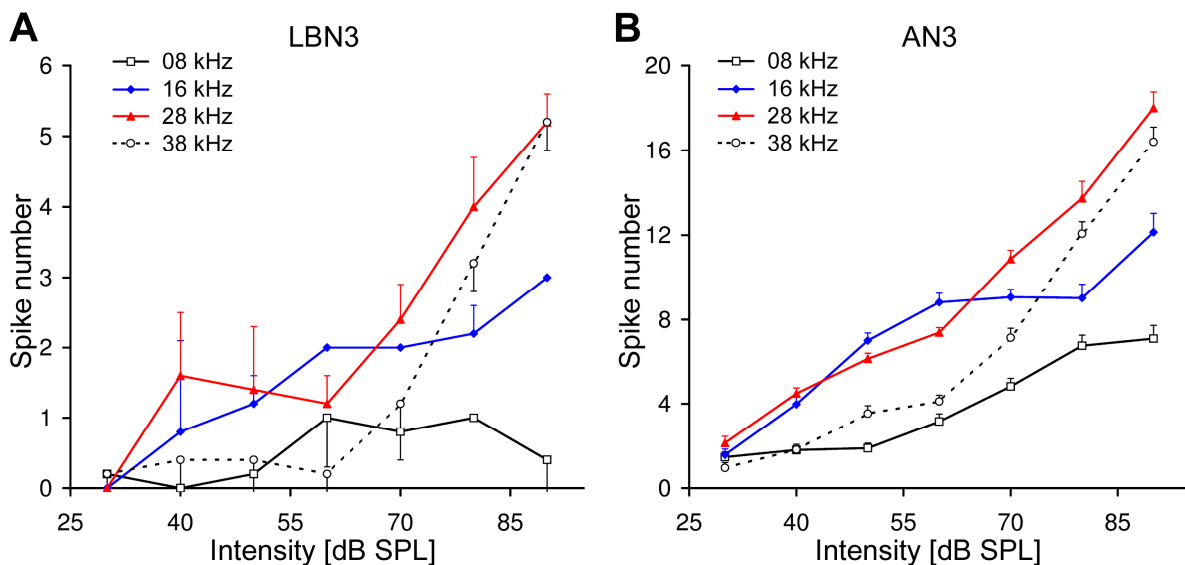 A
LBN3
08 kHz
16 kHz
28 kHz
38 kHz
6
5
4
3
2
1
0
Spike number
25 40 55 70 85
Intensity [dB SPL]
B
AN3
08 kHz
16 kHz
28 kHz
38 kHz
20
16
12
8
4
0
Spike number
25 40 55 70 85
Intensity [dB SPL]